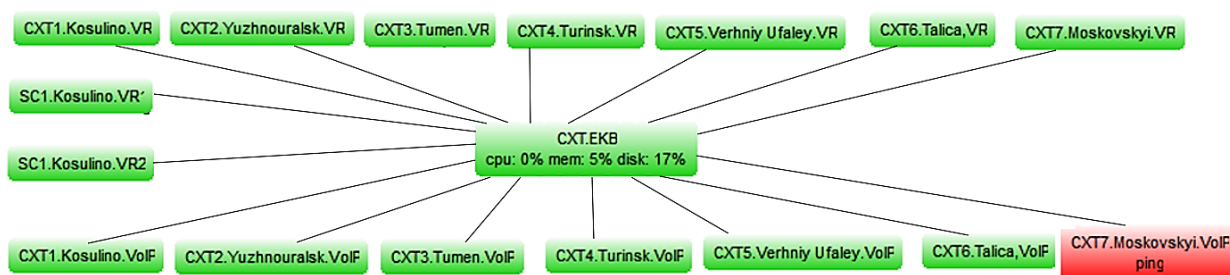 CXT1.Kosulino.VR
CXT2.Yuzhnouralsk.VR
CXT3.Tumen.VR
CXT4.Turinsk.VR
CXT5.Verhniy Ufaley.VR
CXT6.Talica,VR
CXT7.Moskovskyi.VR
SC1.Kosulino.VR1
SC1.Kosulino.VR2
CXT.EKB
cpu: 0% mem: 5% disk: 17%
CXT1.Kosulino.VoIP
CXT2.Yuzhnouralsk.VoIP
CXT3.Tumen.VoIP
CXT4.Turinsk.VoIP
CXT5.Verhniy Ufaley.VoIP
CXT6.Talica,VoIP
CXT7.Moskovskyi.VoIP
ping